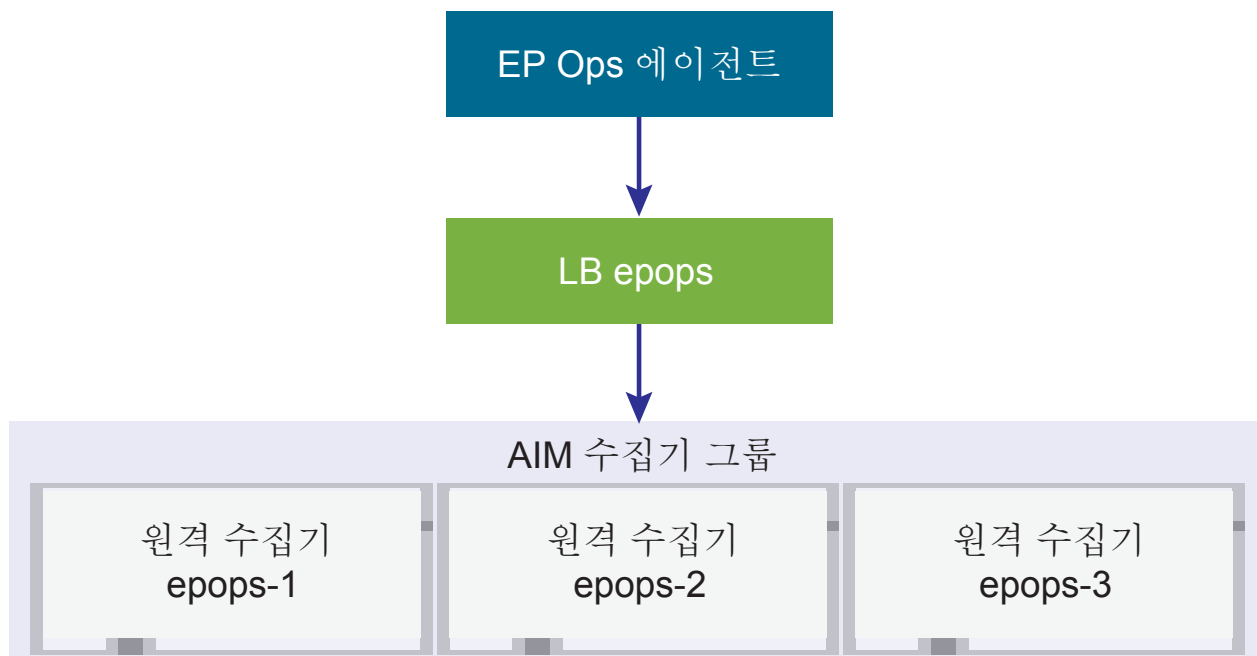 EP Ops 에이전트
LB epops
AIM 수집기 그룹
원격 수집기
epops-1
원격 수집기
epops-2
원격 수집기
epops-3